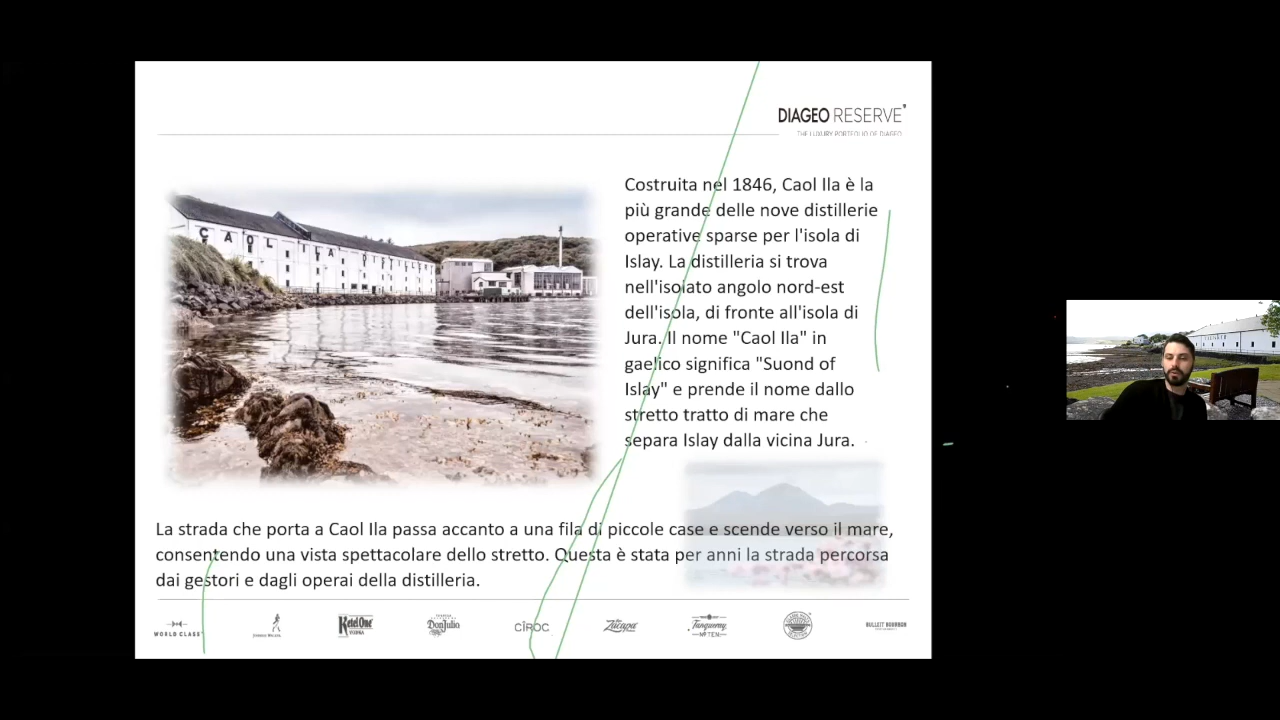 DIAGEO RESERVE
THE LUXURY PORTFOLIO OF DIAGEO
CAOL ILA DISTILLERY
Costruita nel 1846, Caol Ila è la
più grande delle nove distillerie
operative sparse per l'isola di
Islay. La distilleria si trova
nell'isolato angolo nord-est
dell'isola, di fronte all'isola di
Jura. Il nome "Caol Ila" in
gaelico significa "Suond of
Islay" e prende il nome dallo
stretto tratto di mare che
separa Islay dalla vicina Jura.
La strada che porta a Caol Ila passa accanto a una fila di piccole case e scende verso il mare,
consentendo una vista spettacolare dello stretto. Questa è stata per anni la strada percorsa
dai gestori e dagli operai della distilleria.
WORLD CLASS
Ketel One
VODKA
Don Julio
CÎROC
Zacapa
Tanqueray
Nº TEN
BULLEIT BOURBON